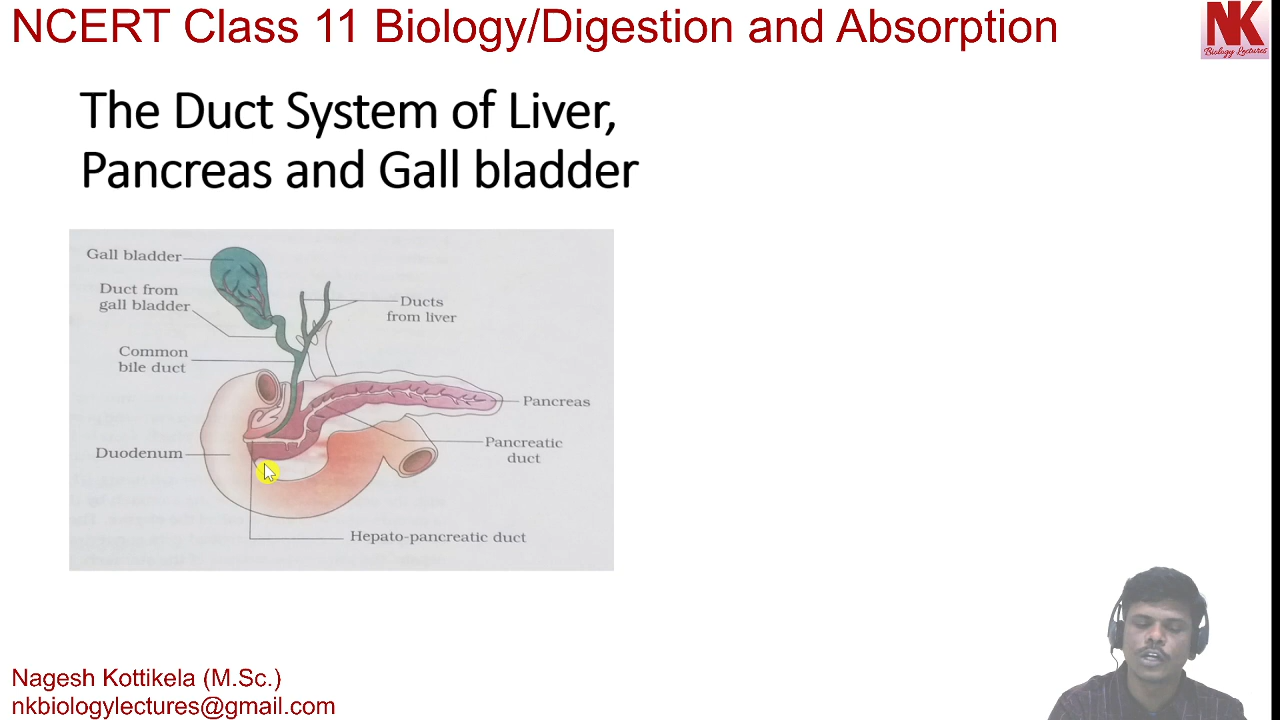 NCERT Class 11 Biology/Digestion and Absorption
NK
Biology Lectures
The Duct System of Liver,
Pancreas and Gall bladder
Gall bladder
Duct from
gall bladder
Ducts
from liver
Common
bile duct
Pancreas
Pancreatic
duct
Duodenum
Hepato-pancreatic duct
Nagesh Kottikela (M.Sc.)
nkbiologylectures@gmail.com